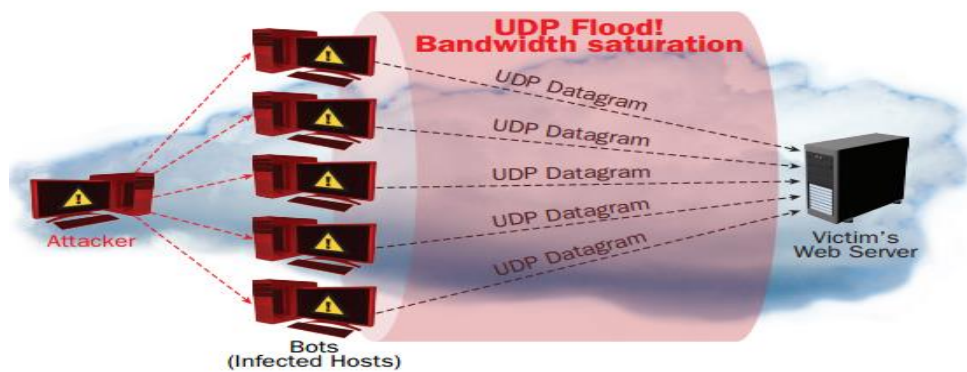 UDP Flood!
Bandwidth saturation
UDP Datagram
UDP Datagram
UDP Datagram
UDP Datagram
UDP Datagram
Attacker
Victim's
Web Server
Bots
(Infected Hosts)